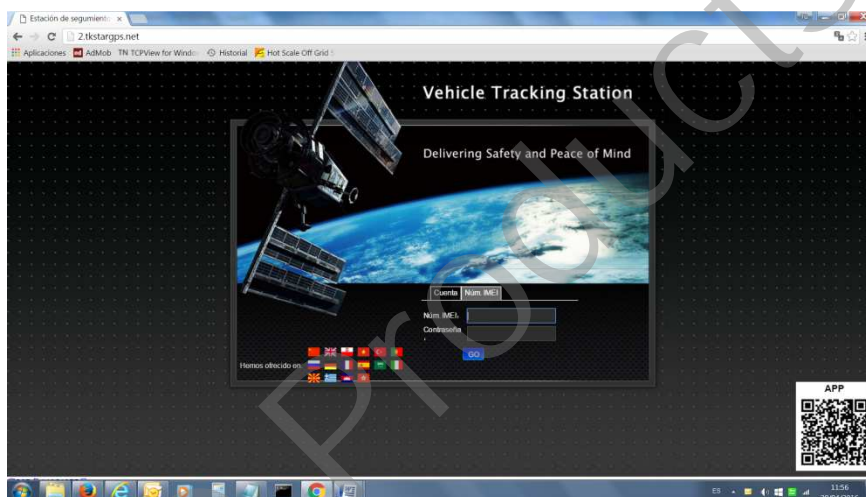 Estación de segumiento
2.tkstargps.net
Aplicaciones AdMob TN TCPView for Windo Historial Hot Scale Off Grid
Vehicle Tracking Station
Delivering Safety and Peace of Mind
Cuenta Núm. IMEI
Núm. IMEI.
Contraseña
GO
Hemos ofrecido en
APP
ES 11:56
Products